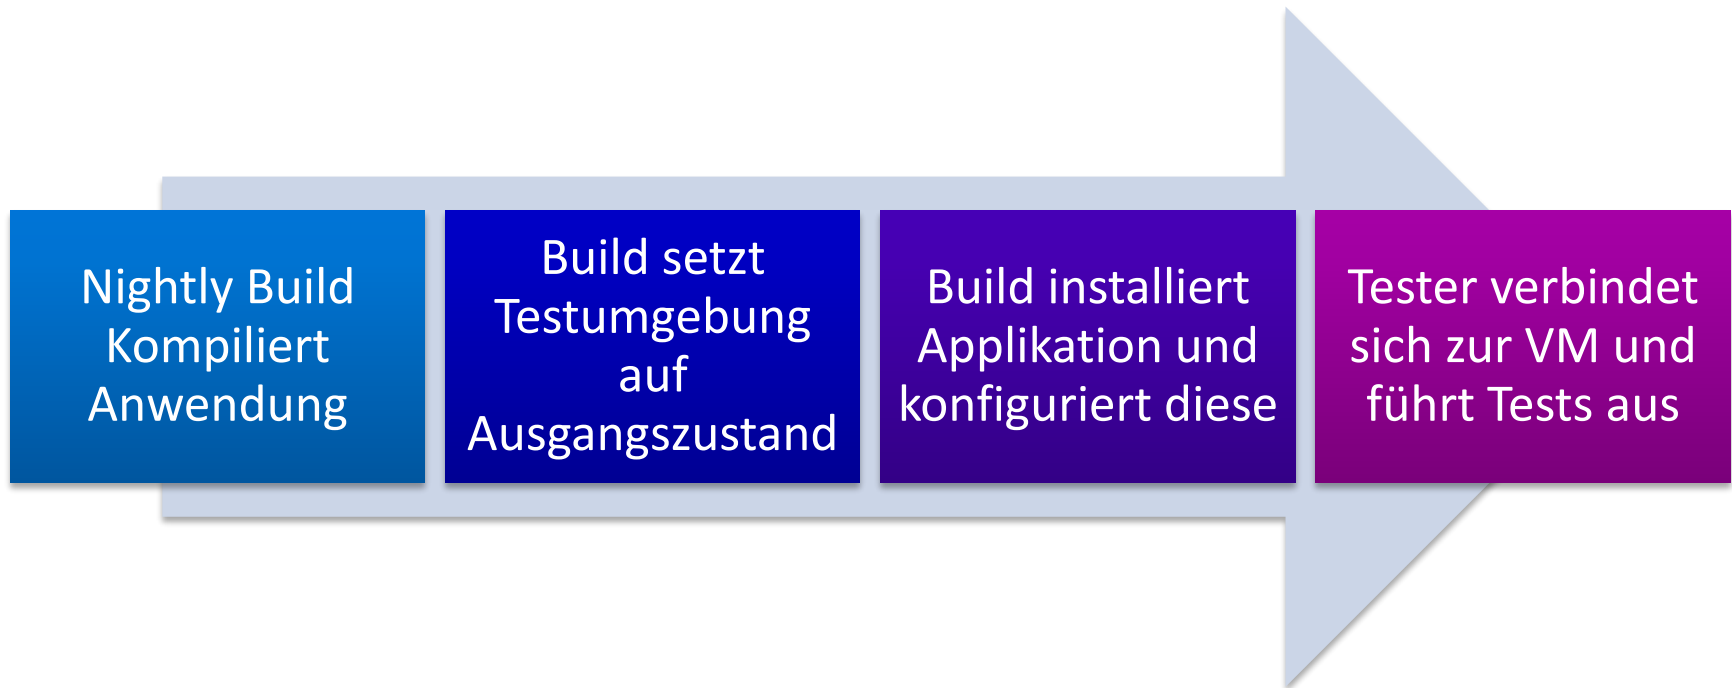 Nightly Build
Kompiliert
Anwendung
Build setzt
Testumgebung
auf
Ausgangszustand
Build installiert
Applikation und
konfiguriert diese
Tester verbindet
sich zur VM und
führt Tests aus